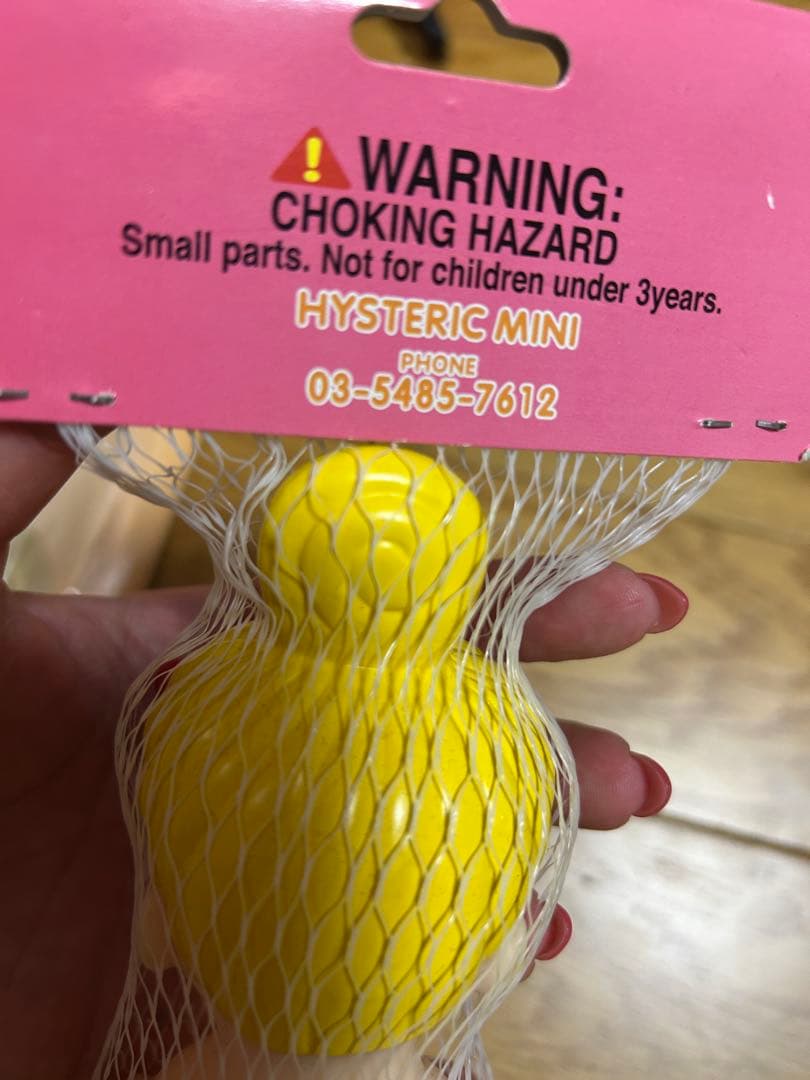 WARNING:
CHOKING HAZARD
Small parts. Not for children under 3years.
HYSTERIC MINI
PHONE
03-5485-7612